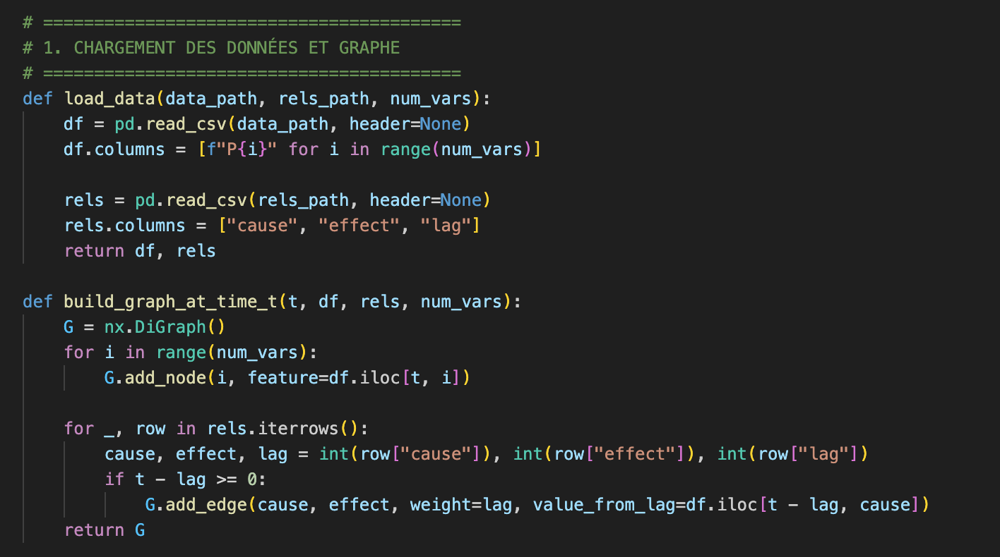 # =========================================
# 1. CHARGEMENT DES DONNÉES ET GRAPHE
# =========================================
def load_data(data_path, rels_path, num_vars):
    df = pd.read_csv(data_path, header=None)
    df.columns = [f"P{i}" for i in range(num_vars)]

    rels = pd.read_csv(rels_path, header=None)
    rels.columns = ["cause", "effect", "lag"]
    return df, rels

def build_graph_at_time_t(t, df, rels, num_vars):
    G = nx.DiGraph()
    for i in range(num_vars):
        G.add_node(i, feature=df.iloc[t, i])

    for _, row in rels.iterrows():
        cause, effect, lag = int(row["cause"]), int(row["effect"]), int(row["lag"])
        if t - lag >= 0:
            G.add_edge(cause, effect, weight=lag, value_from_lag=df.iloc[t - lag, cause])
    return G